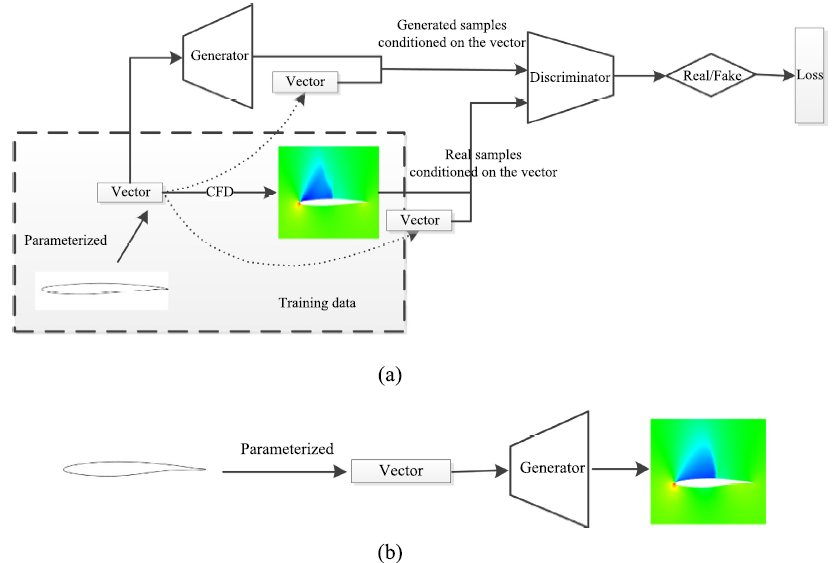 Generated samples
conditioned on the vector
Generator
Vector
Discriminator
Real/Fake
Loss
Real samples
conditioned on the vector
Vector
CFD
Vector
Parameterized
Training data
(a)
Parameterized
Vector
Generator
(b)